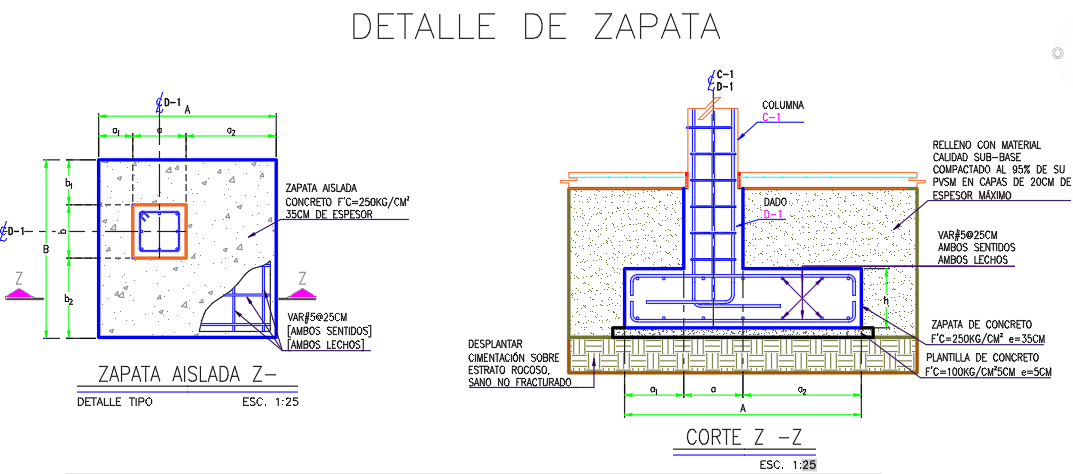 DETALLE DE ZAPATA
D-1
A
a1
a
a2
b1
b
b2
B
D-1
Z
Z
ZAPATA AISLADA
CONCRETO F'C=250KG/CM²
35CM DE ESPESOR
VAR#5@25CM
[AMBOS SENTIDOS]
[AMBOS LECHOS]
ZAPATA AISLADA Z-
DETALLE TIPO ESC. 1:25
C-1
D-1
COLUMNA
C-1
RELLENO CON MATERIAL
CALIDAD SUB-BASE
COMPACTADO AL 95% DE SU
PVSM EN CAPAS DE 20CM DE
ESPESOR MÁXIMO
DADO
D-1
VAR#5@25CM
AMBOS SENTIDOS
AMBOS LECHOS
h
ZAPATA DE CONCRETO
F'C=250KG/CM² e=35CM
PLANTILLA DE CONCRETO
F'C=100KG/CM²5CM e=5CM
DESPLANTAR
CIMENTACIÓN SOBRE
ESTRATO ROCOSO,
SANO NO FRACTURADO
a1
a
a2
A
CORTE Z -Z
ESC. 1:25